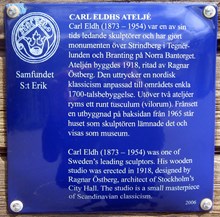 CARL ELDHS ATELJÉ
Carl Eldh (1873 – 1954) var en av sin
tids ledande skulptörer och har gjort
monumenten över Strindberg i Tegnér-
lunden och Branting på Norra Bantorget.
Ateljén byggdes 1918, ritad av Ragnar
Östberg. Den uttrycker en nordisk
klassicism anpassad till områdets enkla
1700-talsbebyggelse. Utöver två ateljéer
ryms ett runt tusculum (vilorum). Främst
en utbyggnad på baksidan från 1965 står
huset som skulptören lämnade det och
visas som museum.
Carl Eldh (1873 – 1954) was one of
Sweden's leading sculptors. His wooden
studio was erected in 1918, designed by
Ragnar Östberg, architect of Stockholm's
City Hall. The studio is a small masterpiece
of Scandinavian classicism.
Samfundet
S:t Erik
2006